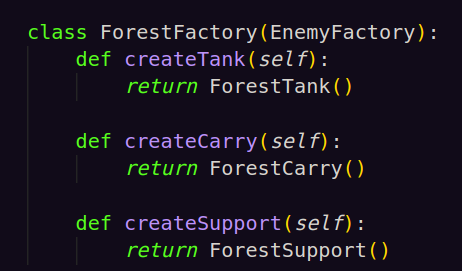 class ForestFactory(EnemyFactory):
    def createTank(self):
        return ForestTank()

    def createCarry(self):
        return ForestCarry()

    def createSupport(self):
        return ForestSupport()